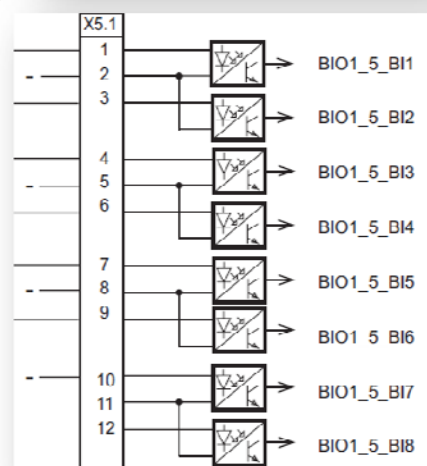 X5.1
1
BIO1_5_BI1
-
2
3
BIO1_5_BI2
4
BIO1_5_BI3
-
5
6
BIO1_5_BI4
7
BIO1_5_BI5
-
8
9
BIO1 5 BI6
-
10
BIO1_5_BI7
11
12
BIO1_5_BI8